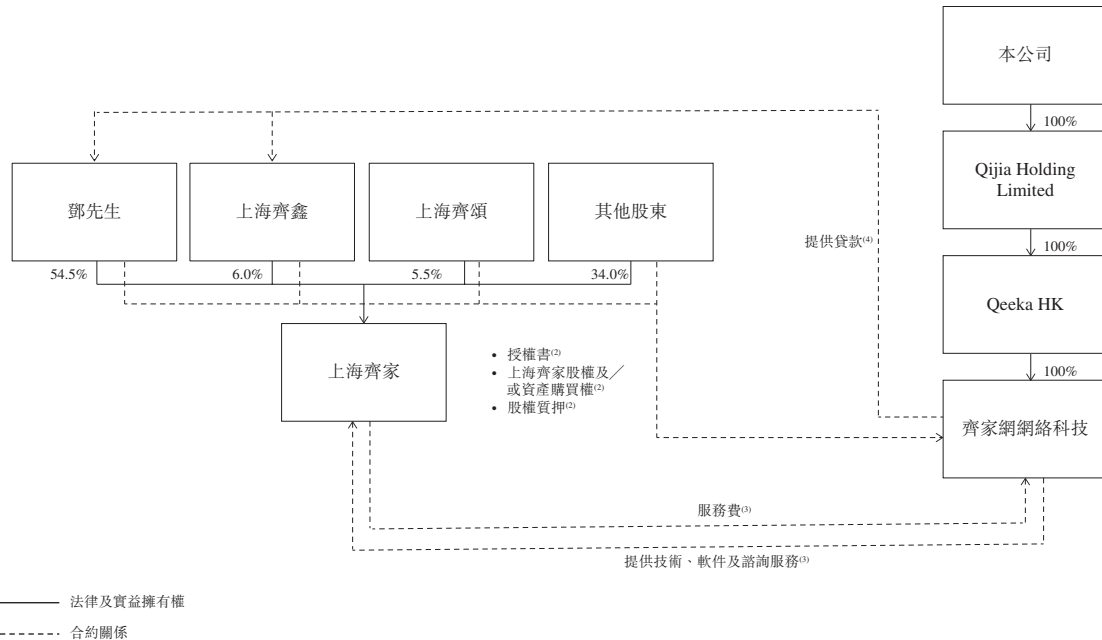 本公司
100%
Qijia Holding
Limited
鄧先生
上海齊鑫
上海齊頌
其他股東
提供貸款(4)
100%
54.5%
6.0%
5.5%
34.0%
Qeeka HK
上海齊家
• 授權書(2)
• 上海齊家股權及／
或資產購買權(2)
• 股權質押(2)
100%
齊家網網絡科技
服務費(3)
提供技術、軟件及諮詢服務(3)
法律及實益擁有權
合約關係